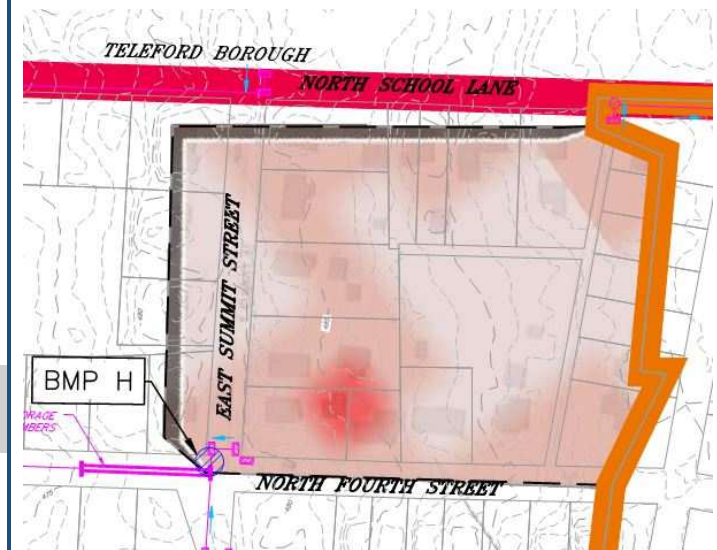 TELEFORD BOROUGH
NORTH SCHOOL LANE
EAST SUMMIT STREET
BMP H
NORTH FOURTH STREET